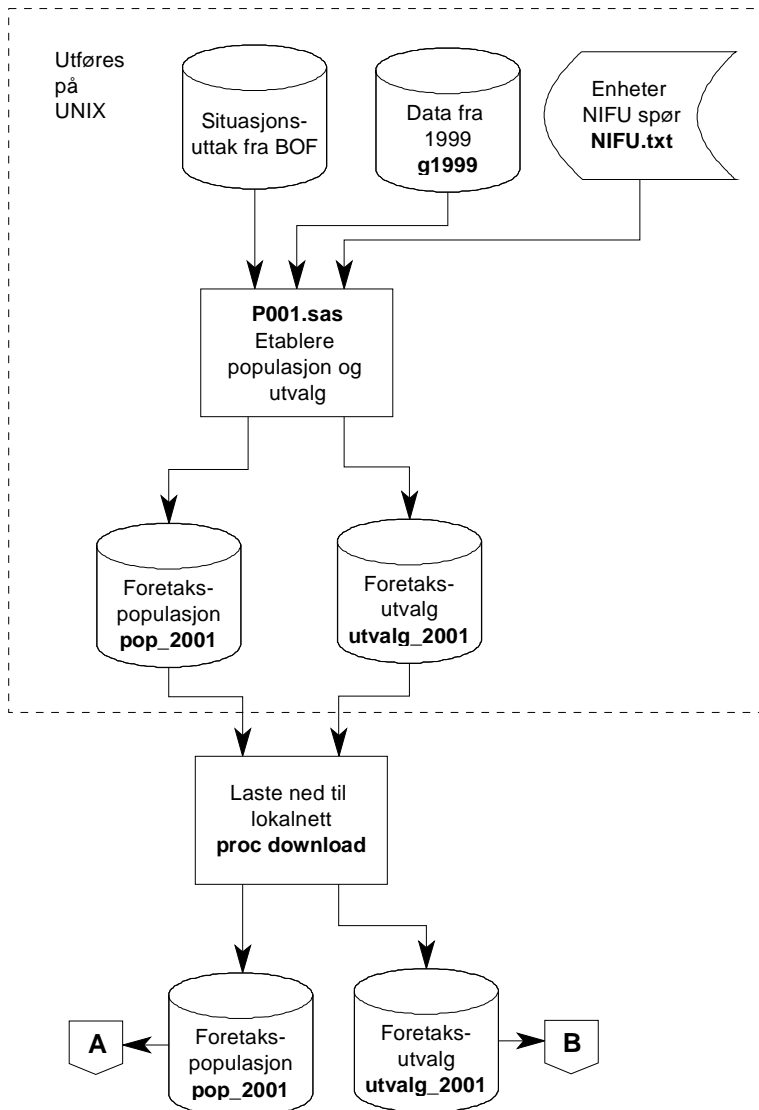 Utføres
på
UNIX
Situasjons-
uttak fra BOF
Data fra
1999
g1999
Enheter
NIFU spør
NIFU.txt
P001.sas
Etablere
populasjon og
utvalg
Foretaks-
populasjon
pop_2001
Foretaks-
utvalg
utvalg_2001
Laste ned til
lokalnett
proc download
A
Foretaks-
populasjon
pop_2001
Foretaks-
utvalg
utvalg_2001
B